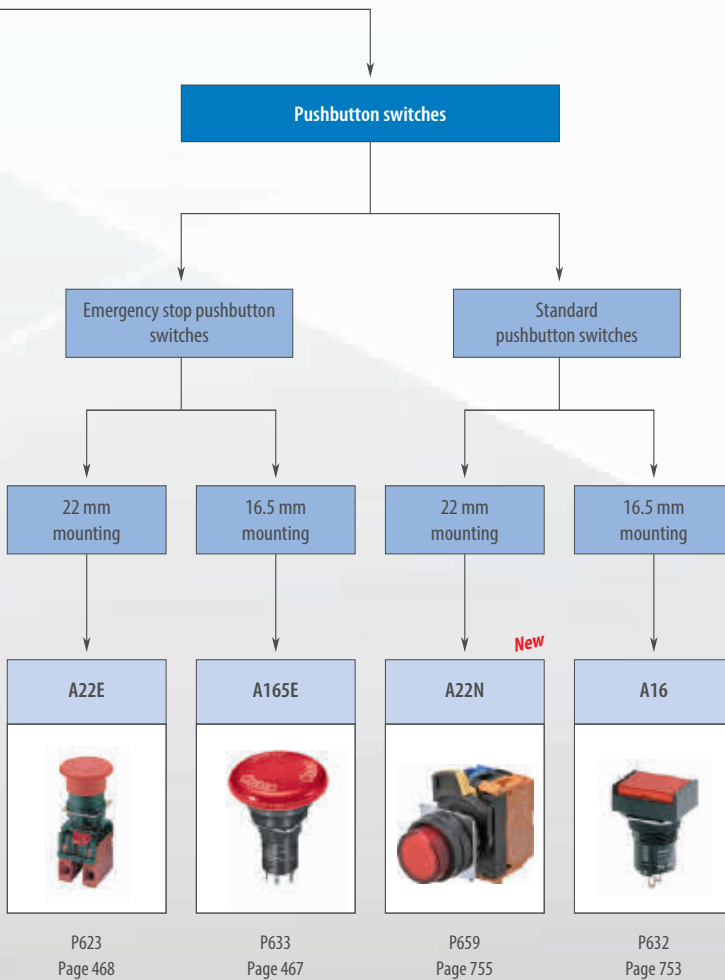 Pushbutton switches
Emergency stop pushbutton
switches
Standard
pushbutton switches
22 mm
mounting
16.5 mm
mounting
22 mm
mounting
16.5 mm
mounting
New
A22E
A165E
A22N
A16
P623
Page 468
P633
Page 467
P659
Page 755
P632
Page 753